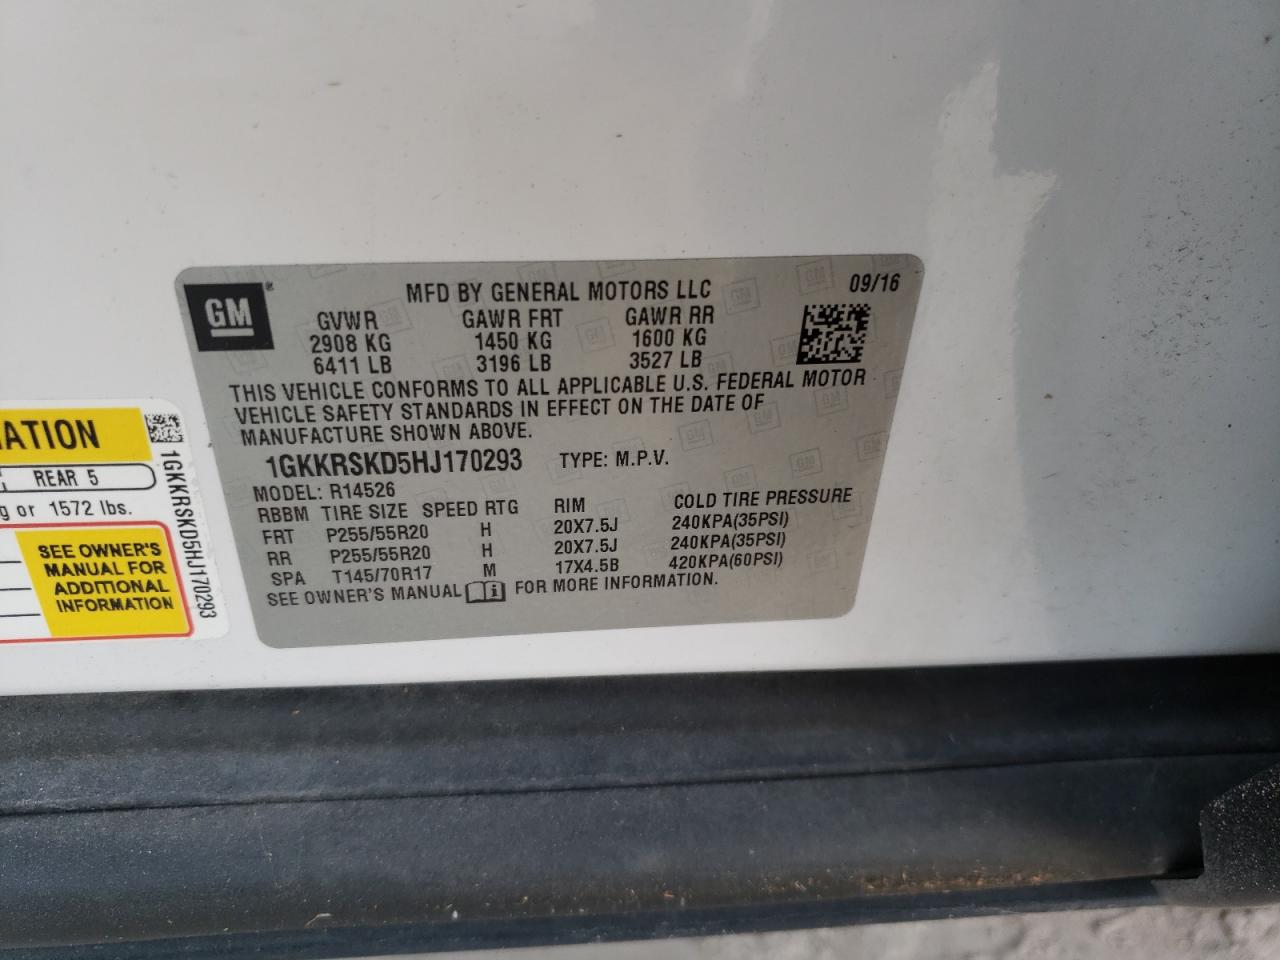 GM
MFD BY GENERAL MOTORS LLC 09/16
GVWR GAWR FRT GAWR RR
2908 KG 1450 KG 1600 KG
6411 LB 3196 LB 3527 LB
THIS VEHICLE CONFORMS TO ALL APPLICABLE U.S. FEDERAL MOTOR
VEHICLE SAFETY STANDARDS IN EFFECT ON THE DATE OF
MANUFACTURE SHOWN ABOVE.
1GKKRSKD5HJ170293 TYPE: M.P.V.
MODEL: R14526
RBBM TIRE SIZE SPEED RTG RIM COLD TIRE PRESSURE
FRT P255/55R20 H 20X7.5J 240KPA(35PSI)
RR P255/55R20 H 20X7.5J 240KPA(35PSI)
SPA T145/70R17 M 17X4.5B 420KPA(60PSI)
SEE OWNER'S MANUAL FOR MORE INFORMATION.
REAR 5
g or 1572 lbs.
SEE OWNER'S
MANUAL FOR
ADDITIONAL
INFORMATION
1GKKRSKD5HJ170293